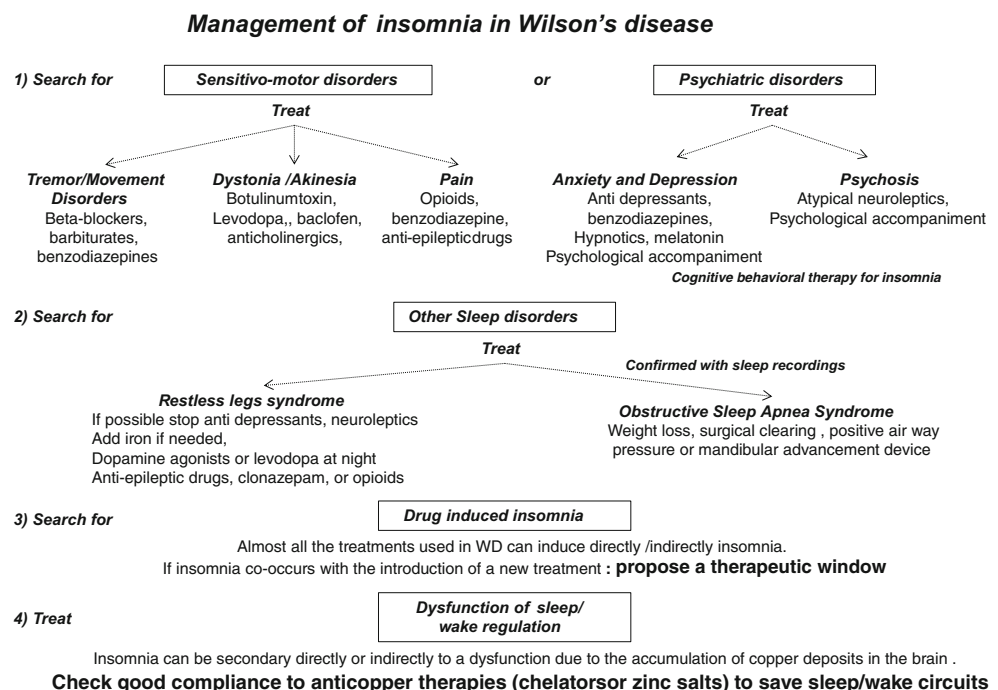 Management of insomnia in Wilson's disease
1) Search for
Sensitivo-motor disorders
or
Psychiatric disorders
Treat
Treat
Tremor/Movement
Disorders
Beta-blockers,
barbiturates,
benzodiazepines
Dystonia /Akinesia
Botulinumtoxin,
Levodopa,, baclofen,
anticholinergics,
Pain
Opioids,
benzodiazepine,
anti-epilepticdrugs
Anxiety and Depression
Anti depressants,
benzodiazepines,
Hypnotics, melatonin
Psychological accompaniment
Psychosis
Atypical neuroleptics,
Psychological accompaniment
Cognitive behavioral therapy for insomnia
2) Search for
Other Sleep disorders
Treat
Confirmed with sleep recordings
Restless legs syndrome
If possible stop anti depressants, neuroleptics
Add iron if needed,
Dopamine agonists or levodopa at night
Anti-epileptic drugs, clonazepam, or opioids
Obstructive Sleep Apnea Syndrome
Weight loss, surgical clearing , positive air way
pressure or mandibular advancement device
3) Search for
Drug induced insomnia
Almost all the treatments used in WD can induce directly /indirectly insomnia.
If insomnia co-occurs with the introduction of a new treatment : propose a therapeutic window
4) Treat
Dysfunction of sleep/
wake regulation
Insomnia can be secondary directly or indirectly to a dysfunction due to the accumulation of copper deposits in the brain .
Check good compliance to anticopper therapies (chelatorsor zinc salts) to save sleep/wake circuits